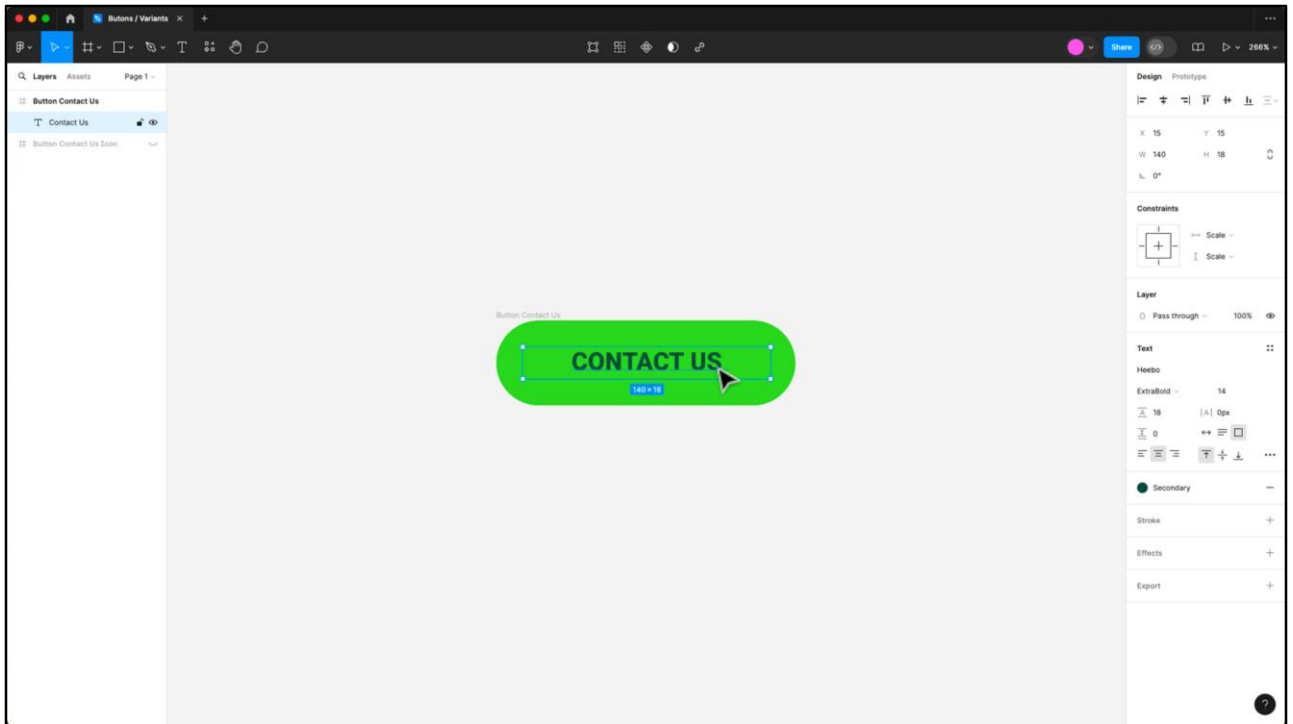 Butons / Variants
Share
266%
Layers Assets Page 1
Design Prototype
Button Contact Us
Contact Us
Button Contact Us Icon
X 15 Y 15
W 140 H 18
0°
Constraints
Scale
Scale
Layer
Pass through 100%
Button Contact Us
CONTACT US
140 × 18
Text
Heebo
ExtraBold 14
A 18 |A| 0px
0
Secondary
Stroke
Effects
Export
?